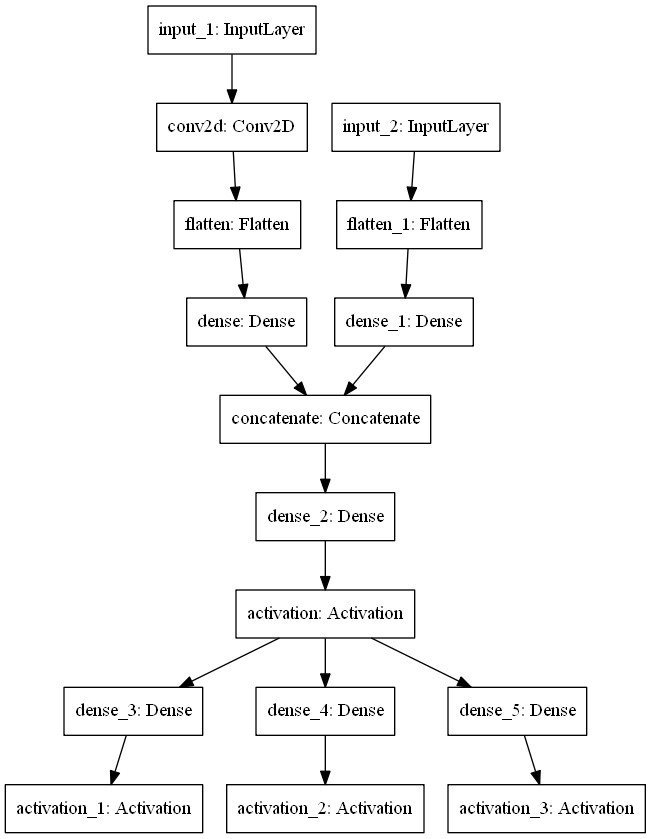 input_1: InputLayer
conv2d: Conv2D
input_2: InputLayer
flatten: Flatten
flatten_1: Flatten
dense: Dense
dense_1: Dense
concatenate: Concatenate
dense_2: Dense
activation: Activation
dense_3: Dense
dense_4: Dense
dense_5: Dense
activation_1: Activation
activation_2: Activation
activation_3: Activation